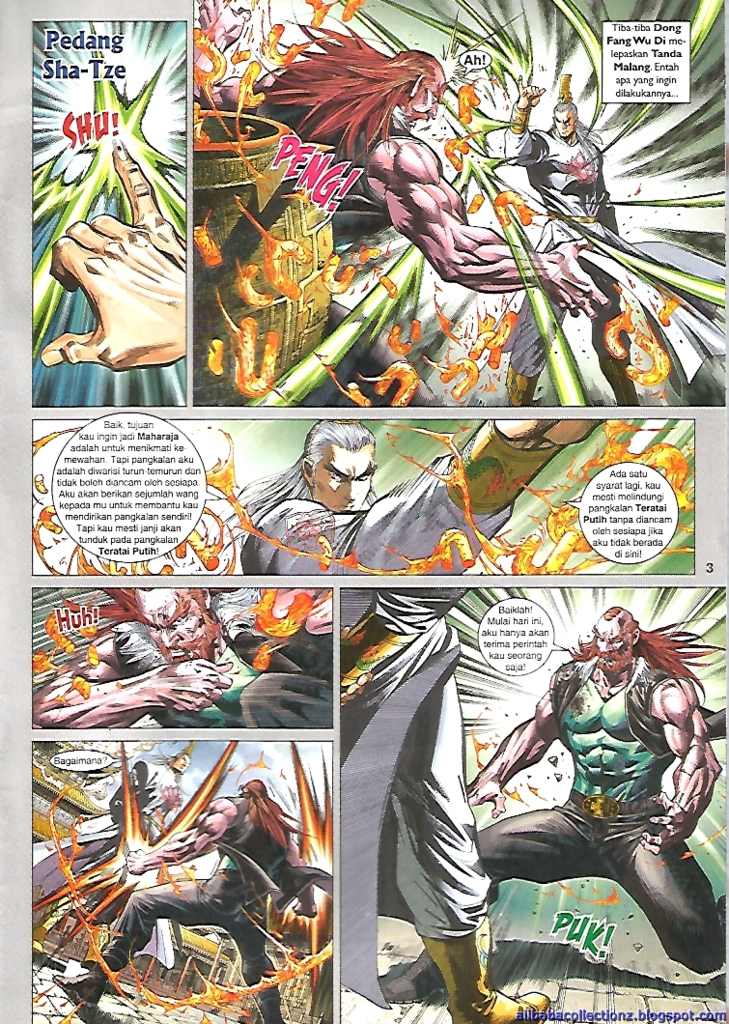 Pedang
Sha-Tze
SHU!
PENG!
Ah!
Tiba-tiba Dong
Fang Wu Di me-
lepaskan Tanda
Malang. Entah
apa yang ingin
dilakukannya...
Baik, tujuan
kau ingin jadi Maharaja
adalah untuk menikmati ke-
mewahan. Tapi pangkalan aku
adalah diwarisi turun-temurun dan
tidak boleh diancam oleh sesiapa.
Aku akan berikan sejumlah wang
kepada mu untuk membantu kau
mendirikan pangkalan sendiri!
Tapi kau mesti janji akan
tunduk pada pangkalan
Teratai Putih!
Ada satu
syarat lagi, kau
mesti melindungi
pangkalan Teratai
Putih tanpa diancam
oleh sesiapa jika
aku tidak berada
di sini!
3
Huh!
Bagaimana?
Baiklah!
Mulai hari ini,
aku hanya akan
terima perintah
kau seorang
saja!
PUK!
alibabacollectionz.blogspot.com